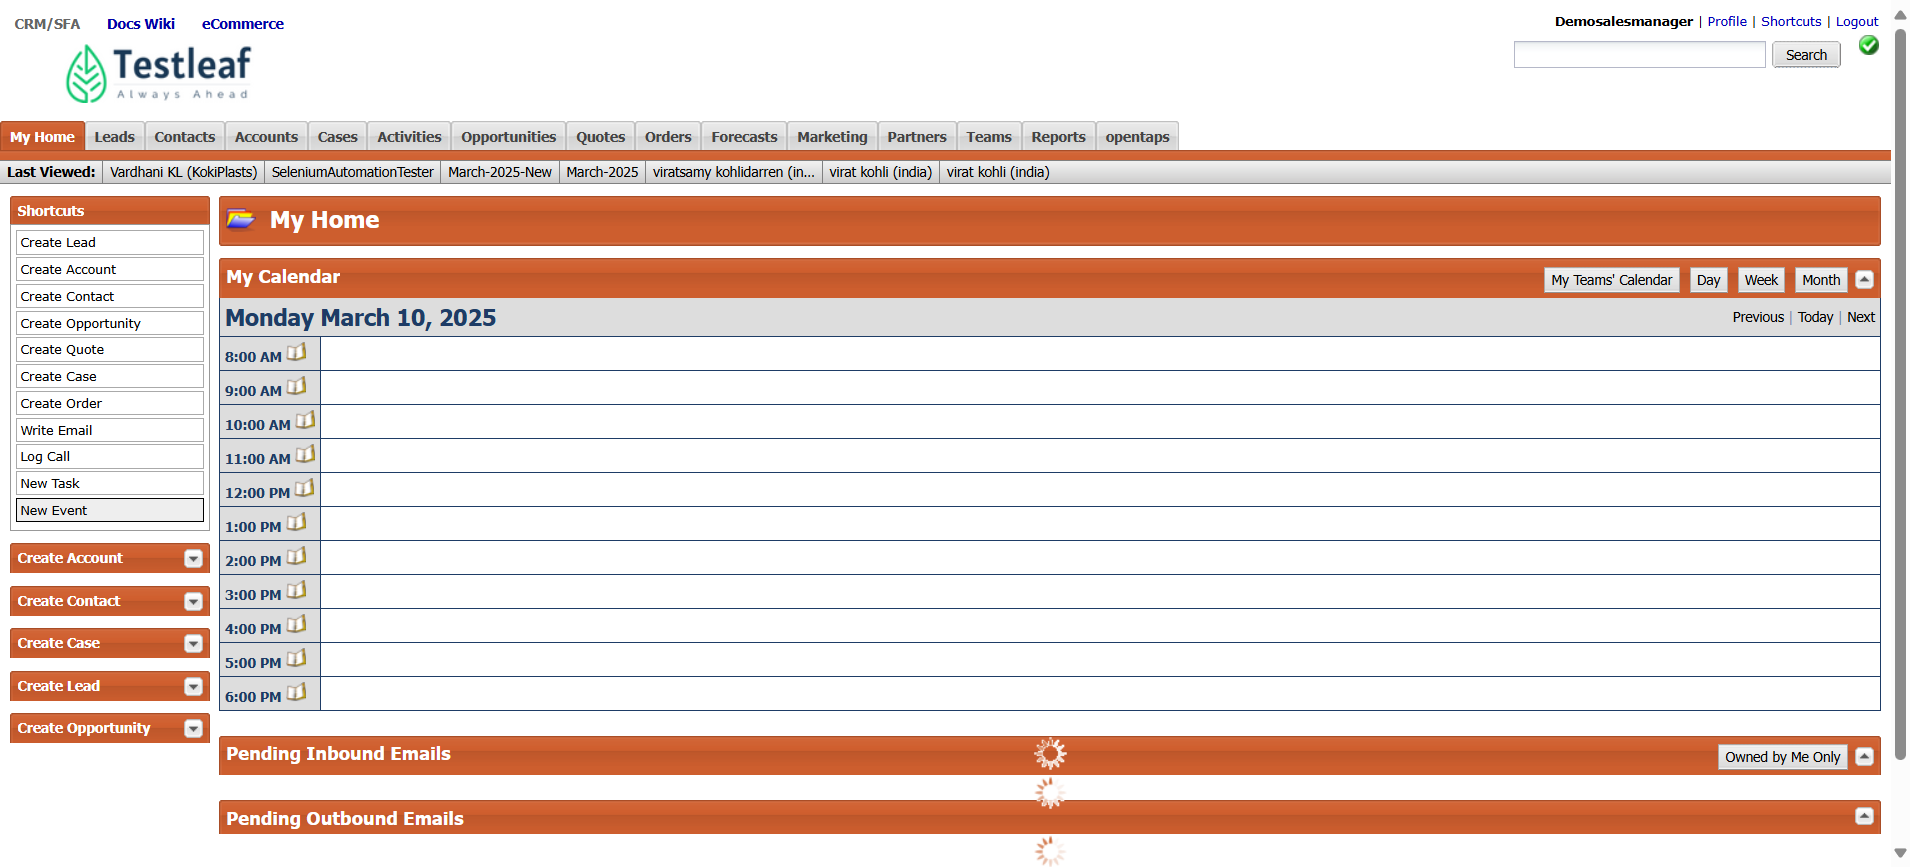 CRM/SFA Docs Wiki eCommerce
Demosalesmanager | Profile | Shortcuts | Logout
Testleaf
Always Ahead
Search
My Home Leads Contacts Accounts Cases Activities Opportunities Quotes Orders Forecasts Marketing Partners Teams Reports opentaps
Last Viewed: Vardhani KL (KokiPlasts) SeleniumAutomationTester March-2025-New March-2025 viratsamy kohlidarren (in... virat kohli (india) virat kohli (india)
Shortcuts
Create Lead
Create Account
Create Contact
Create Opportunity
Create Quote
Create Case
Create Order
Write Email
Log Call
New Task
New Event
Create Account
Create Contact
Create Case
Create Lead
Create Opportunity
My Home
My Calendar My Teams' Calendar Day Week Month
Monday March 10, 2025 Previous | Today | Next
8:00 AM
9:00 AM
10:00 AM
11:00 AM
12:00 PM
1:00 PM
2:00 PM
3:00 PM
4:00 PM
5:00 PM
6:00 PM
Pending Inbound Emails Owned by Me Only
Pending Outbound Emails